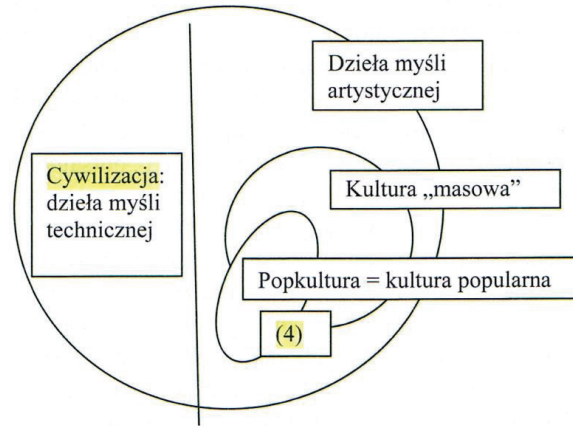 Dzieła myśli
artystycznej
Cywilizacja:
dzieła myśli
technicznej
Kultura „masowa”
Popkultura = kultura popularna
(4)